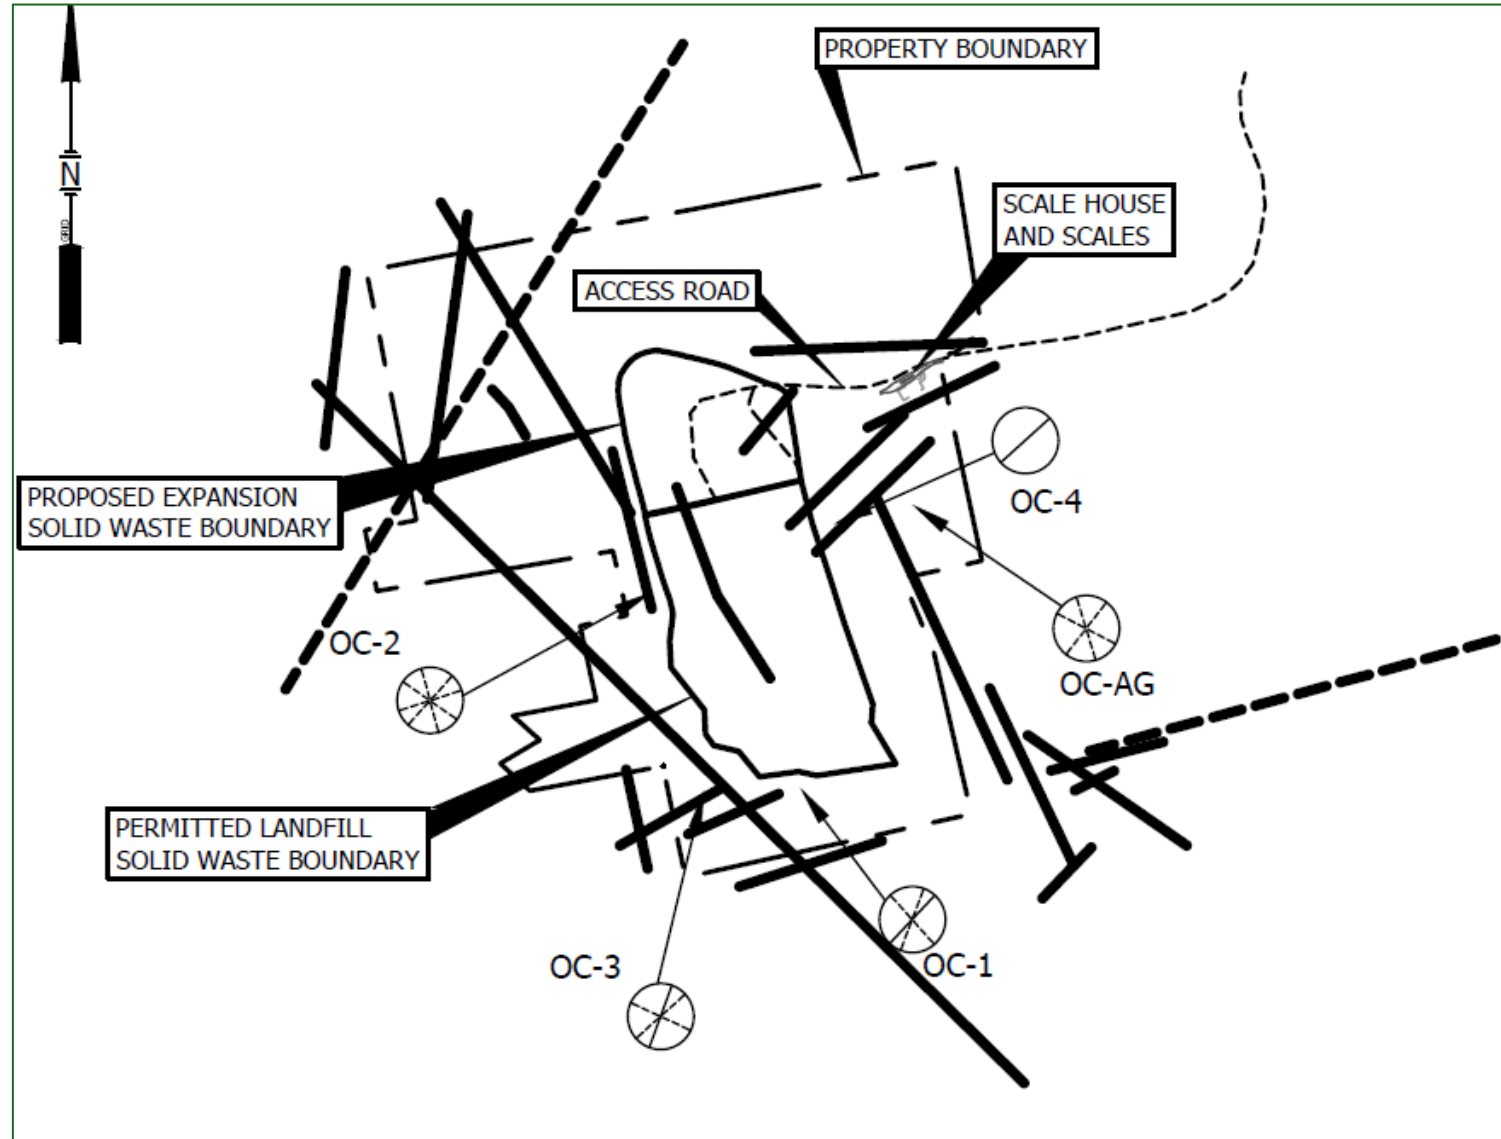 PROPERTY BOUNDARY
N
GRID
SCALE HOUSE
AND SCALES
ACCESS ROAD
PROPOSED EXPANSION
SOLID WASTE BOUNDARY
OC-4
OC-2
OC-AG
PERMITTED LANDFILL
SOLID WASTE BOUNDARY
OC-3
OC-1